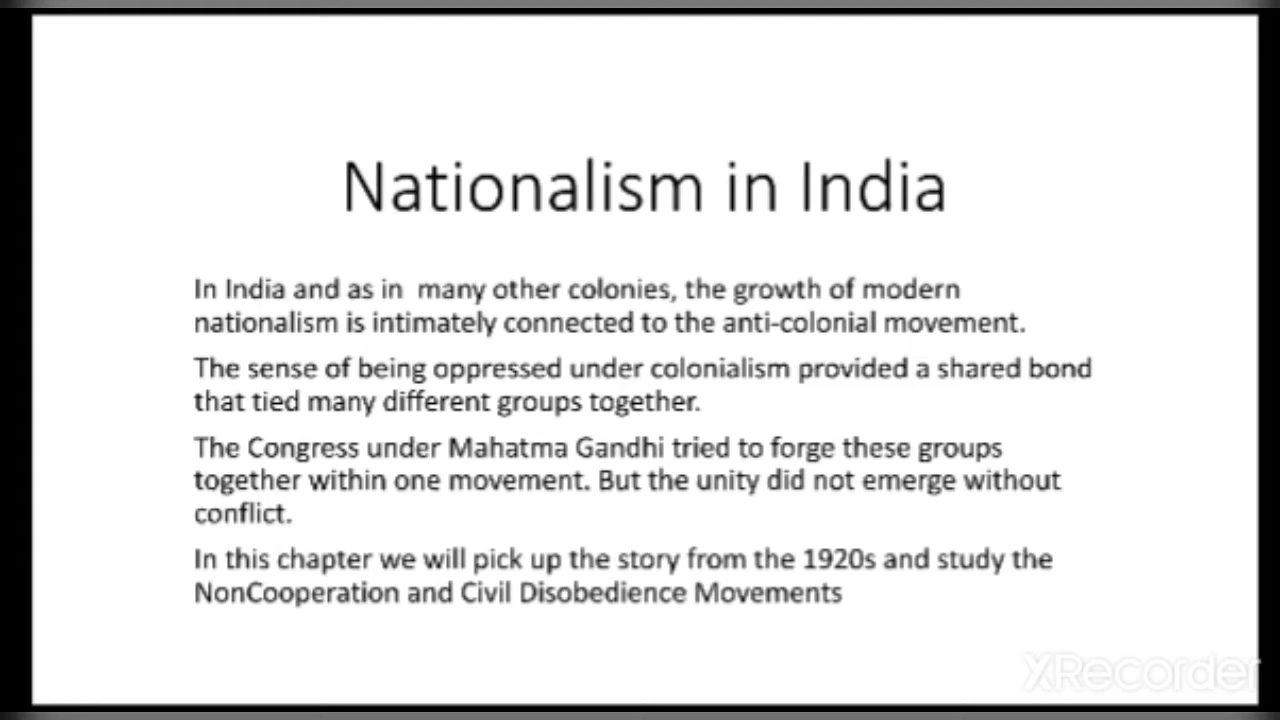 Nationalism in India
In India and as in many other colonies, the growth of modern
nationalism is intimately connected to the anti-colonial movement.
The sense of being oppressed under colonialism provided a shared bond
that tied many different groups together.
The Congress under Mahatma Gandhi tried to forge these groups
together within one movement. But the unity did not emerge without
conflict.
In this chapter we will pick up the story from the 1920s and study the
NonCooperation and Civil Disobedience Movements
XRecorder